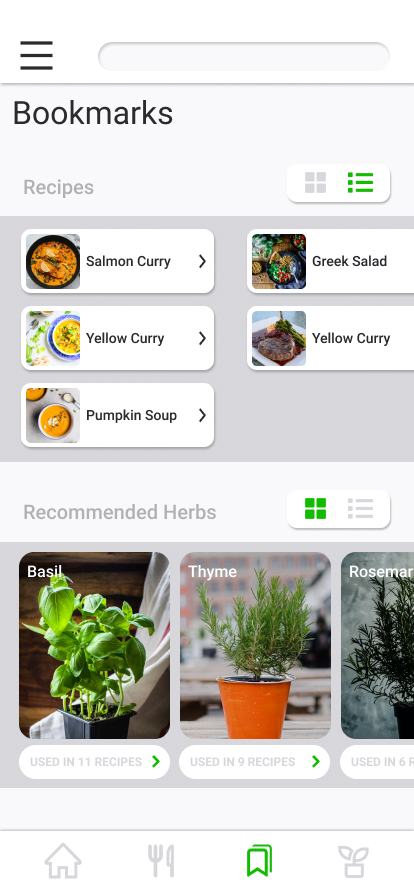 Bookmarks
Recipes
Salmon Curry
Greek Salad
Yellow Curry
Yellow Curry
Pumpkin Soup
Recommended Herbs
Basil
Thyme
Rosemar
USED IN 11 RECIPES
USED IN 9 RECIPES
USED IN 6 R